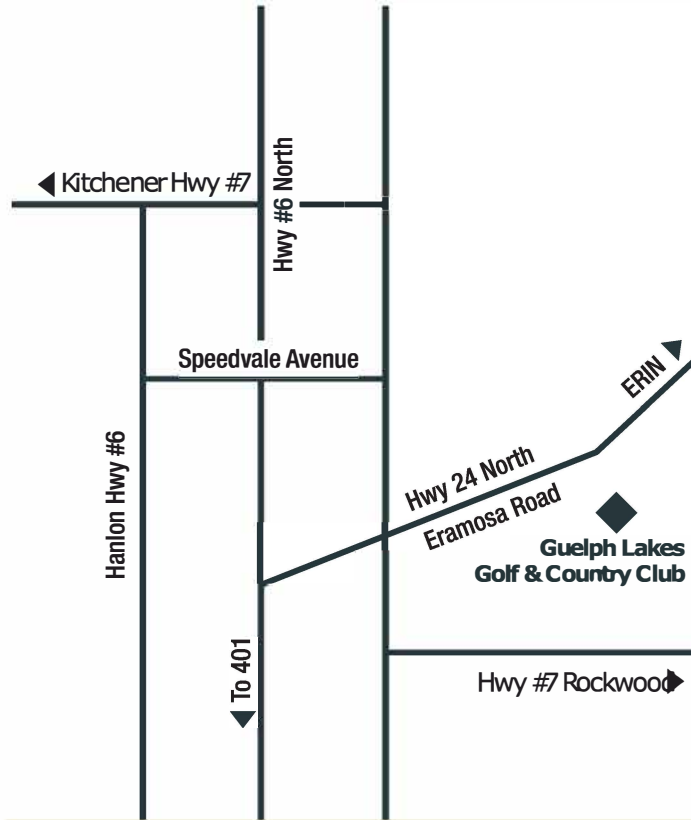 Kitchener Hwy #7
Hwy #6 North
Speedvale Avenue
ERIN
Hanlon Hwy #6
Hwy 24 North
Eramosa Road
Guelph Lakes
Golf & Country Club
To 401
Hwy #7 Rockwood